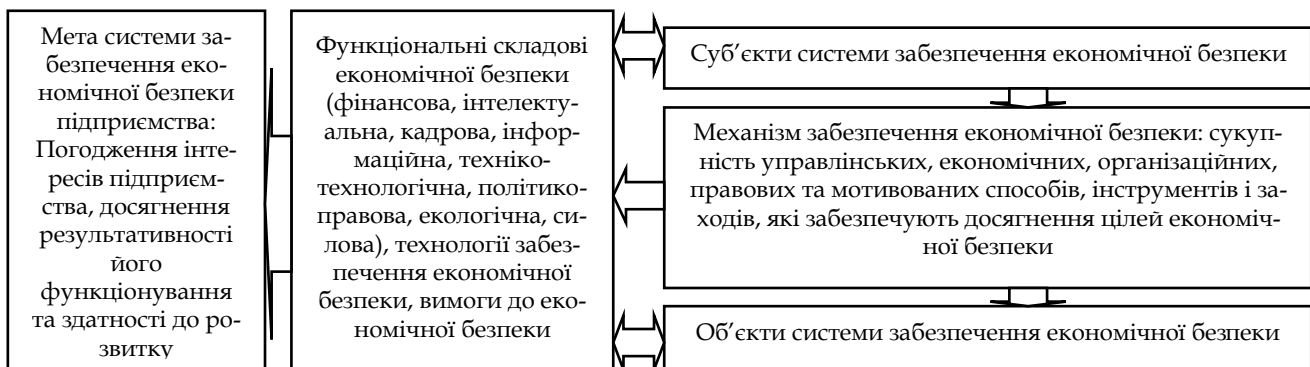 Мета системи за-
безпечення еко-
номічної безпеки
підприємства:
Погодження інте-
ресів підприєм-
ства, досягнення
результативності
його
функціонування
та здатності до ро-
звитку
Функціональні складові
економічної безпеки
(фінансова, інтелекту-
альна, кадрова, інфор-
маційна, техніко-
технологічна, політико-
правова, екологічна, си-
лова), технології забез-
печення економічної
безпеки, вимоги до еко-
номічної безпеки
Суб’єкти системи забезпечення економічної безпеки
Механізм забезпечення економічної безпеки: сукуп-
ність управлінських, економічних, організаційних,
правових та мотивованих способів, інструментів і за-
ходів, які забезпечують досягнення цілей економіч-
ної безпеки
Об’єкти системи забезпечення економічної безпеки